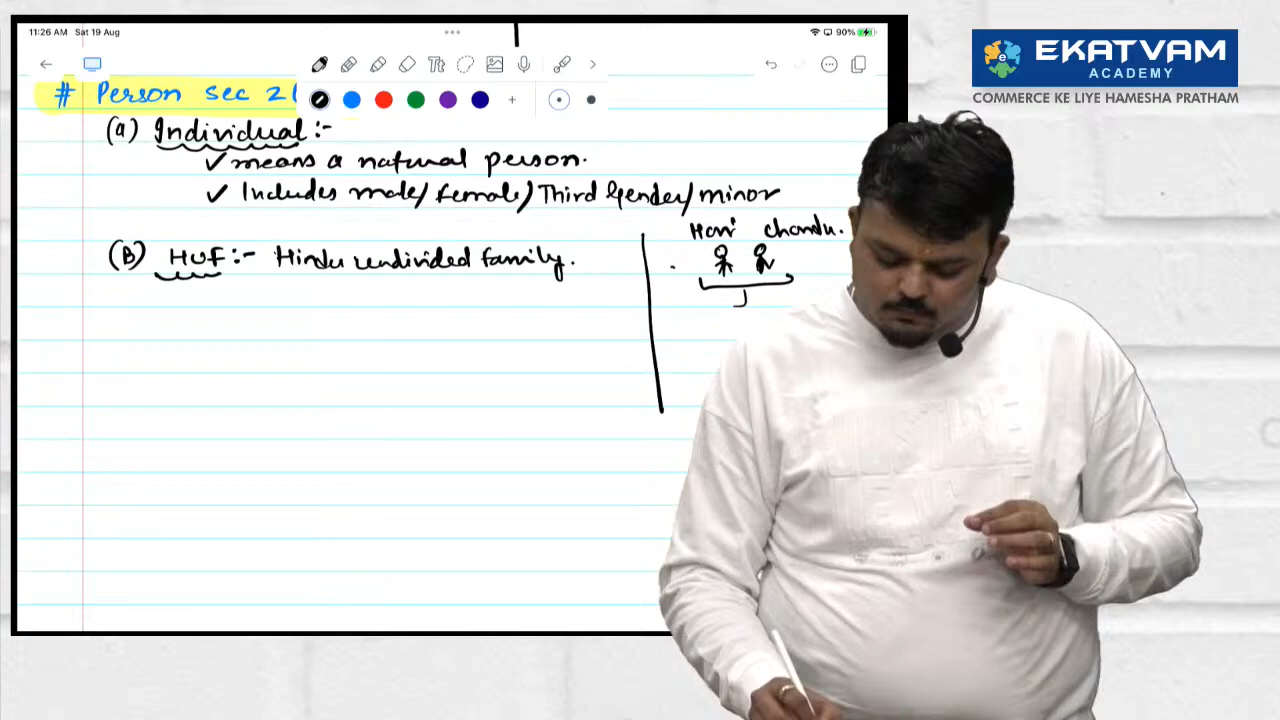 11:26 AM Sat 19 Aug
90%
# Person sec 2(
(a) Individual :-
✓ means a natural person.
✓ Includes male/female/Third Gender/minor
Hari chandu.
(B) HUF :- Hindu undivided family.
EKATVAM
ACADEMY
COMMERCE KE LIYE HAMESHA PRATHAM